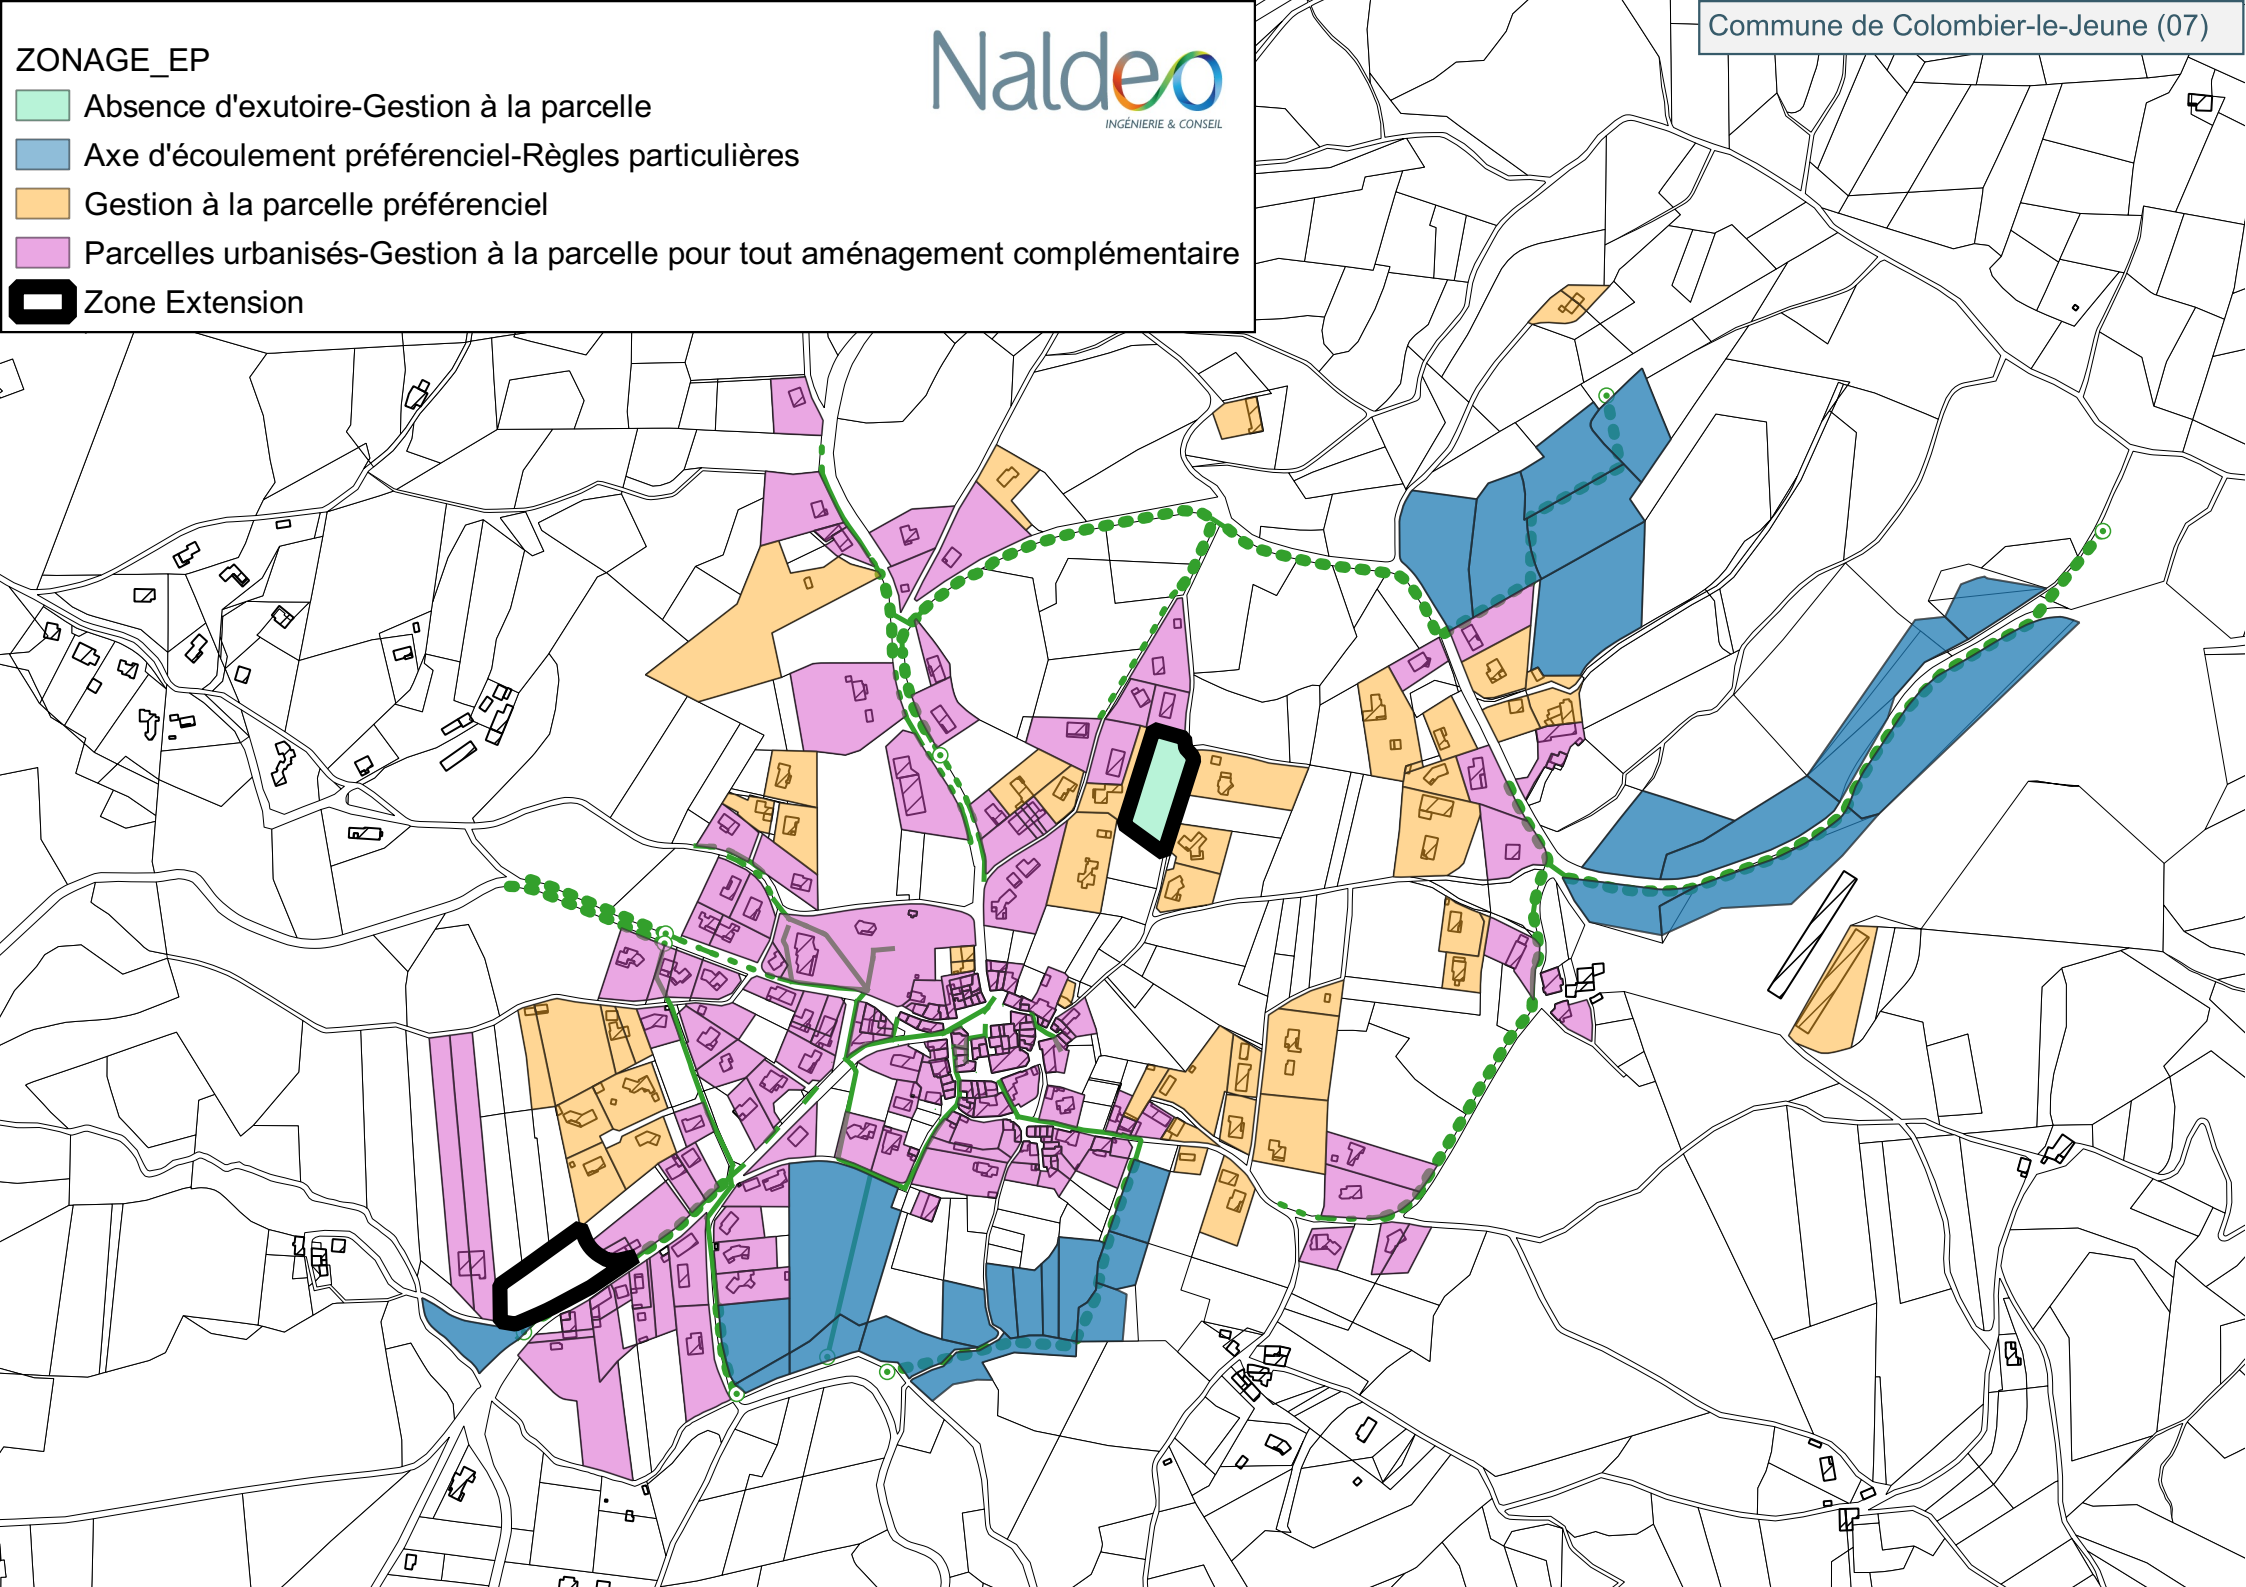 Commune de Colombier-le-Jeune (07)
Naldeo
INGÉNIERIE & CONSEIL
ZONAGE_EP
Absence d'exutoire-Gestion à la parcelle
Axe d'écoulement préférenciel-Règles particulières
Gestion à la parcelle préférenciel
Parcelles urbanisés-Gestion à la parcelle pour tout aménagement complémentaire
Zone Extension